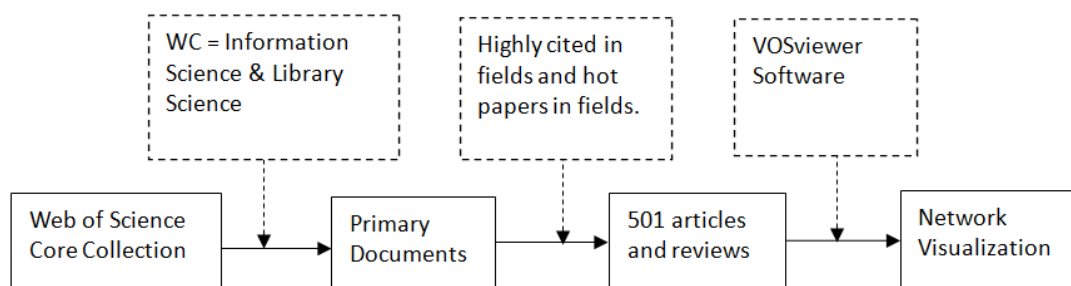 WC = Information
Science & Library
Science
Highly cited in
fields and hot
papers in fields.
VOSviewer
Software
Web of Science
Core Collection
Primary
Documents
501 articles
and reviews
Network
Visualization